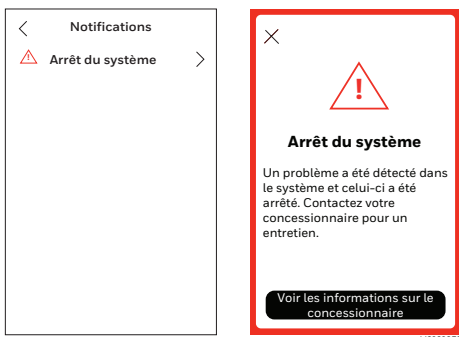 Notifications
Arrêt du système
Arrêt du système
Un problème a été détecté dans
le système et celui-ci a été
arrêté. Contactez votre
concessionnaire pour un
entretien.
Voir les informations sur le
concessionnaire